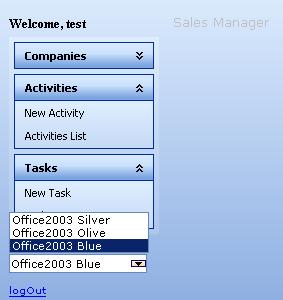 Welcome, test
Sales Manager
Companies
Activities
New Activity
Activities List
Tasks
New Task
Office2003 Silver
Office2003 Olive
Office2003 Blue
Office2003 Blue
logOut